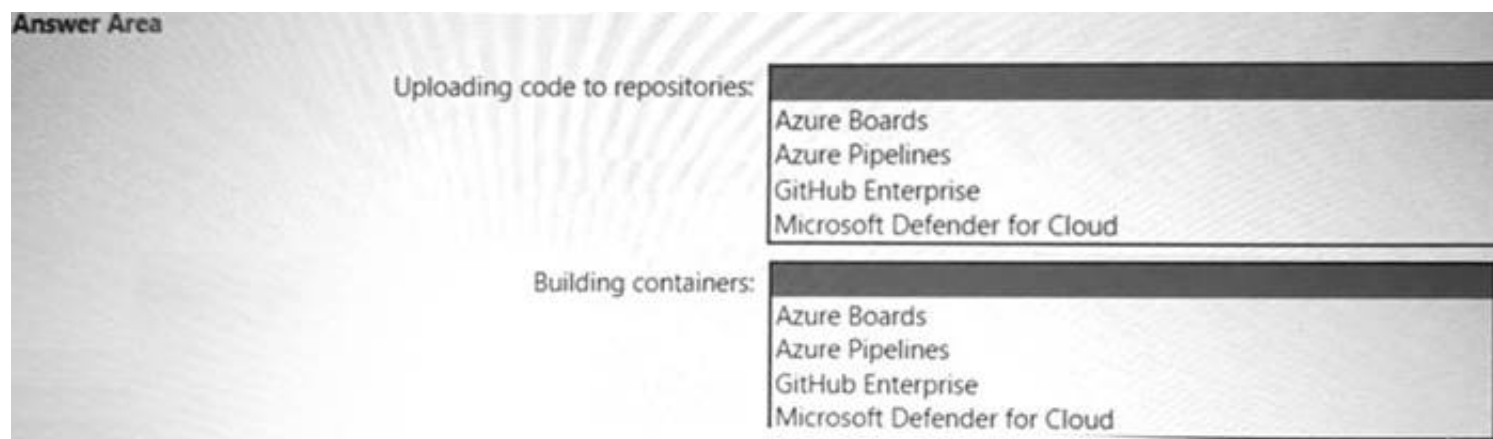 Answer Area
Uploading code to repositories:
Azure Boards
Azure Pipelines
GitHub Enterprise
Microsoft Defender for Cloud
Building containers:
Azure Boards
Azure Pipelines
GitHub Enterprise
Microsoft Defender for Cloud